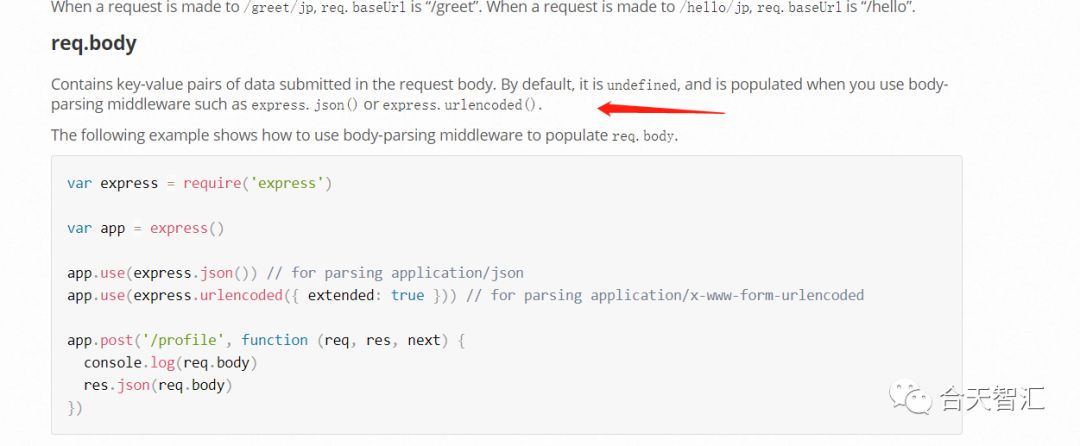 When a request is made to /greet/jp, req. baseUrl is “/greet”. When a request is made to /hello/jp, req. baseUrl is “/hello”.
req.body
Contains key-value pairs of data submitted in the request body. By default, it is undefined, and is populated when you use body-
parsing middleware such as express. json() or express. urlencoded().
The following example shows how to use body-parsing middleware to populate req. body.
var express = require('express')
var app = express()
app.use(express.json()) // for parsing application/json
app.use(express.urlencoded({ extended: true })) // for parsing application/x-www-form-urlencoded
app.post('/profile', function (req, res, next) {
  console.log(req.body)
  res.json(req.body)
})
合天智汇